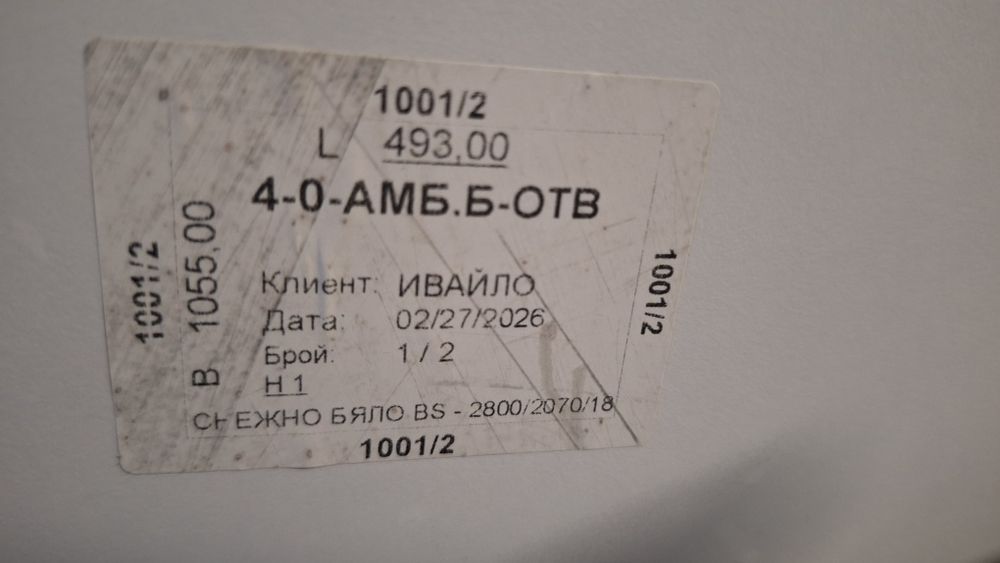 1001/2
L 493,00
4-0-АМБ.Б-ОТВ
1001/2
В 1055,00
Клиент: ИВАЙЛО
Дата: 02/27/2026
Брой: 1 / 2
Н 1
СНЕЖНО БЯЛО BS - 2800/2070/18
1001/2
1001/2